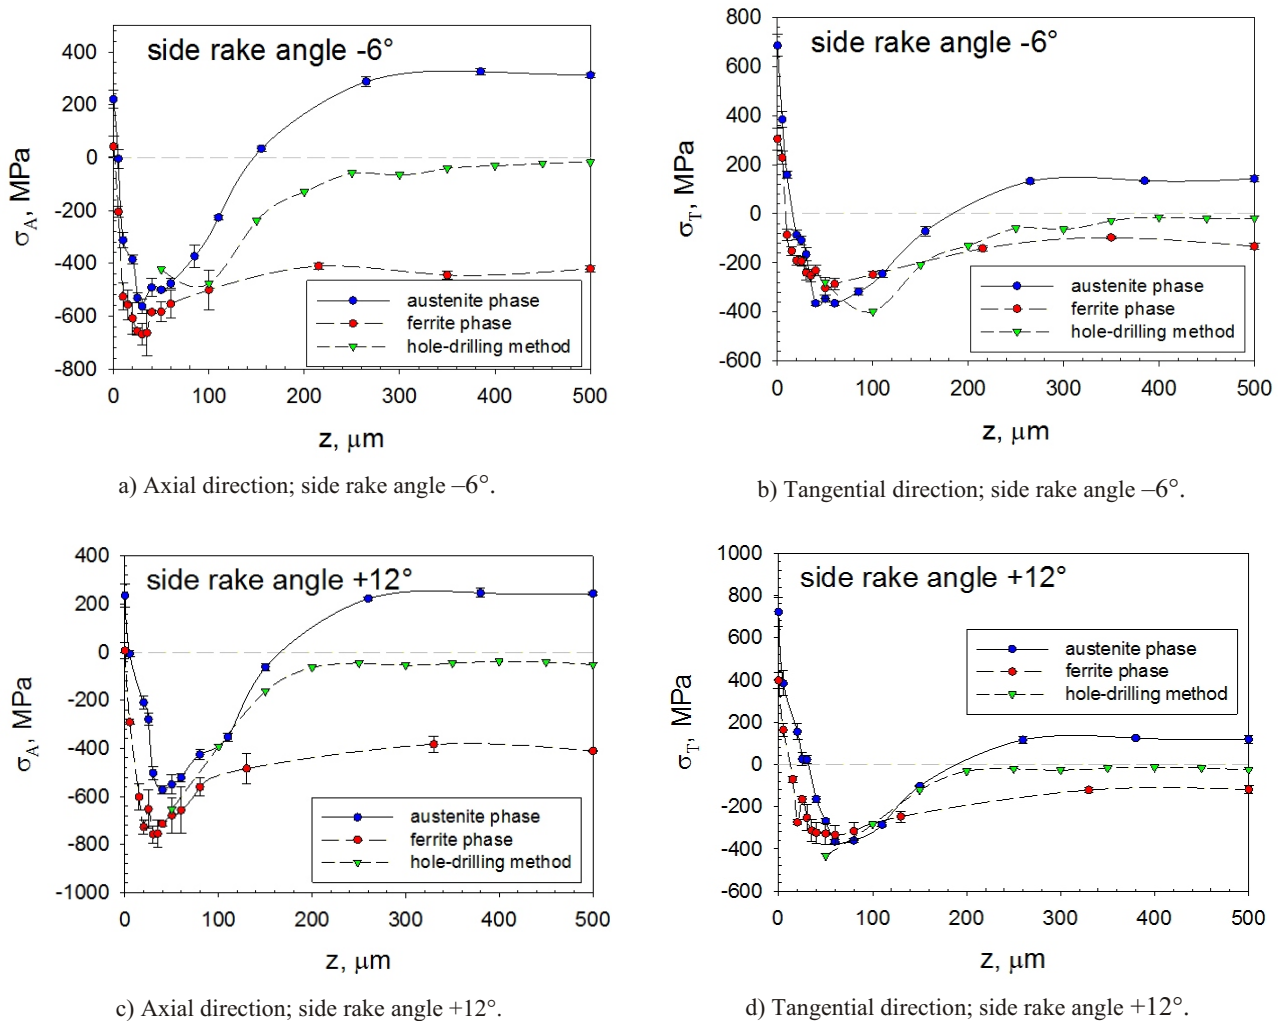 side rake angle -6°
400
200
0
-200
-400
-600
-800
σA, MPa
austenite phase
ferrite phase
hole-drilling method
0 100 200 300 400 500
z, μm
a) Axial direction; side rake angle –6°.
side rake angle -6°
800
600
400
200
0
-200
-400
-600
σT, MPa
austenite phase
ferrite phase
hole-drilling method
0 100 200 300 400 500
z, μm
b) Tangential direction; side rake angle –6°.
side rake angle +12°
400
200
0
-200
-400
-600
-800
-1000
σA, MPa
austenite phase
ferrite phase
hole-drilling method
0 100 200 300 400 500
z, μm
c) Axial direction; side rake angle +12°.
side rake angle +12°
1000
800
600
400
200
0
-200
-400
-600
σT, MPa
austenite phase
ferrite phase
hole-drilling method
0 100 200 300 400 500
z, μm
d) Tangential direction; side rake angle +12°.